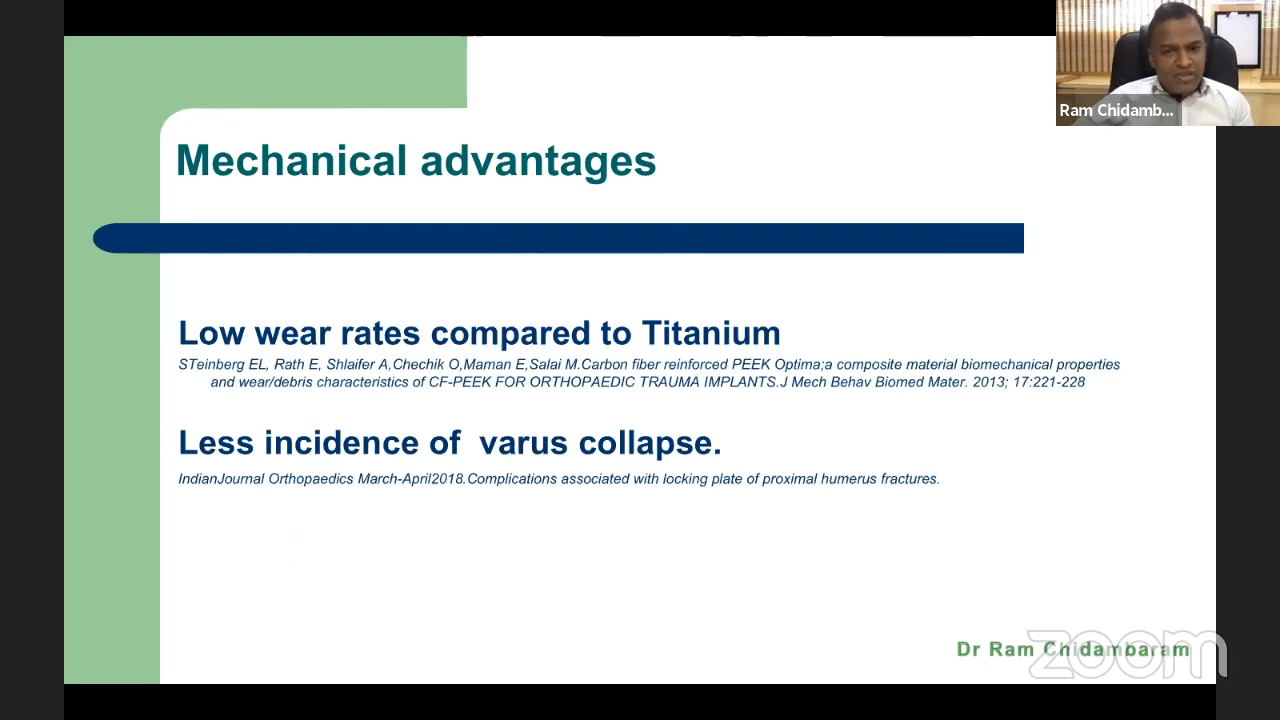 Ram Chidamb...
Mechanical advantages
Low wear rates compared to Titanium
STeinberg EL, Rath E, Shlaifer A,Chechik O,Maman E,Salai M.Carbon fiber reinforced PEEK Optima;a composite material biomechanical properties
and wear/debris characteristics of CF-PEEK FOR ORTHOPAEDIC TRAUMA IMPLANTS.J Mech Behav Biomed Mater. 2013; 17:221-228
Less incidence of  varus collapse.
IndianJournal Orthopaedics March-April2018.Complications associated with locking plate of proximal humerus fractures.
Dr Ram Chidambaram
zoom